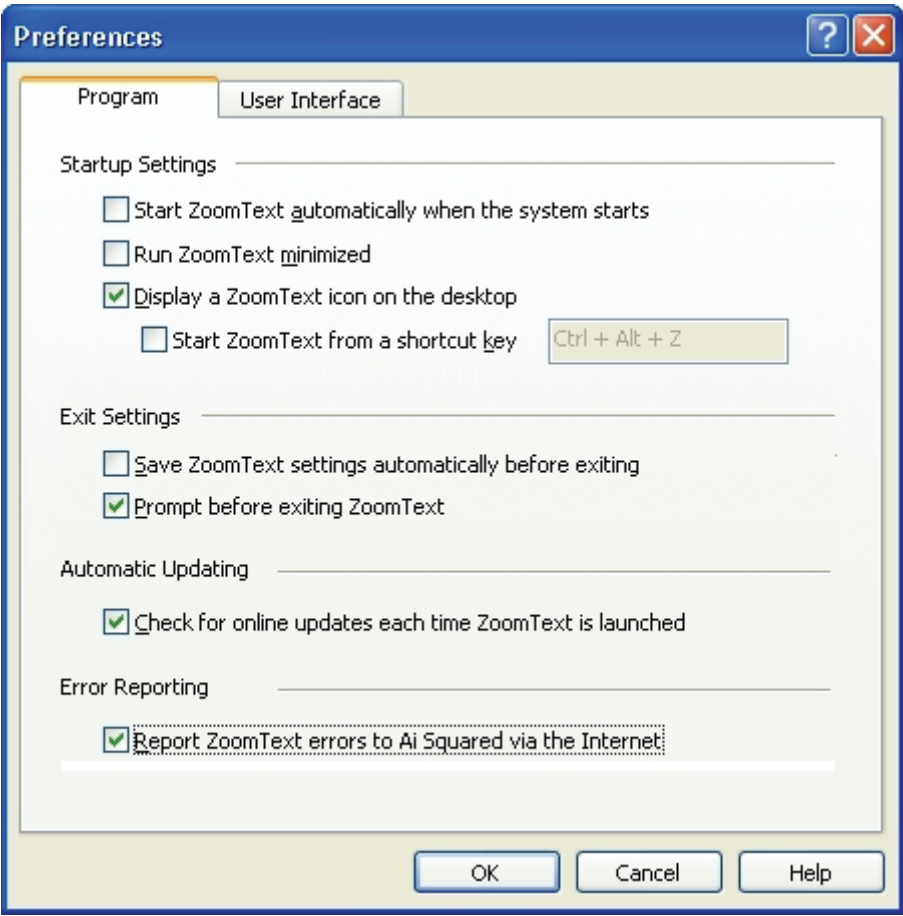 Preferences
Program
User Interface
Startup Settings
Start ZoomText automatically when the system starts
Run ZoomText minimized
Display a ZoomText icon on the desktop
Start ZoomText from a shortcut key
Ctrl + Alt + Z
Exit Settings
Save ZoomText settings automatically before exiting
Prompt before exiting ZoomText
Automatic Updating
Check for online updates each time ZoomText is launched
Error Reporting
Report ZoomText errors to Ai Squared via the Internet
OK
Cancel
Help